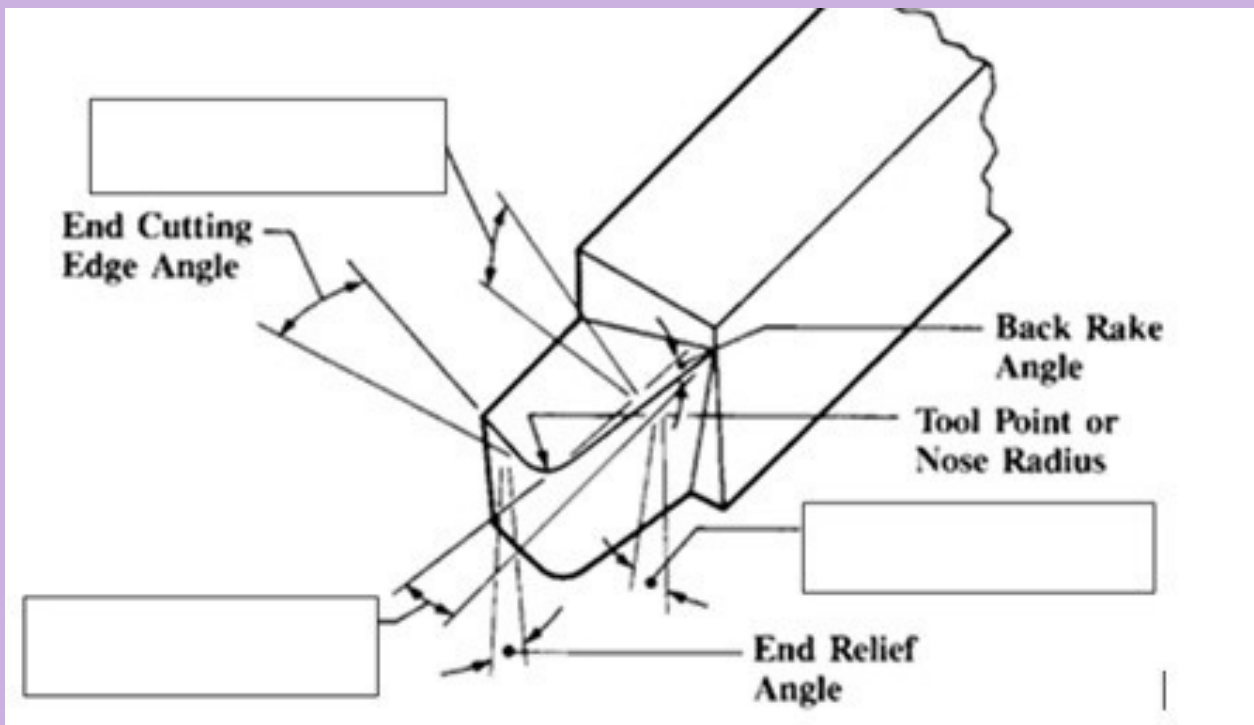 End Cutting
Edge Angle
Back Rake
Angle
Tool Point or
Nose Radius
End Relief
Angle